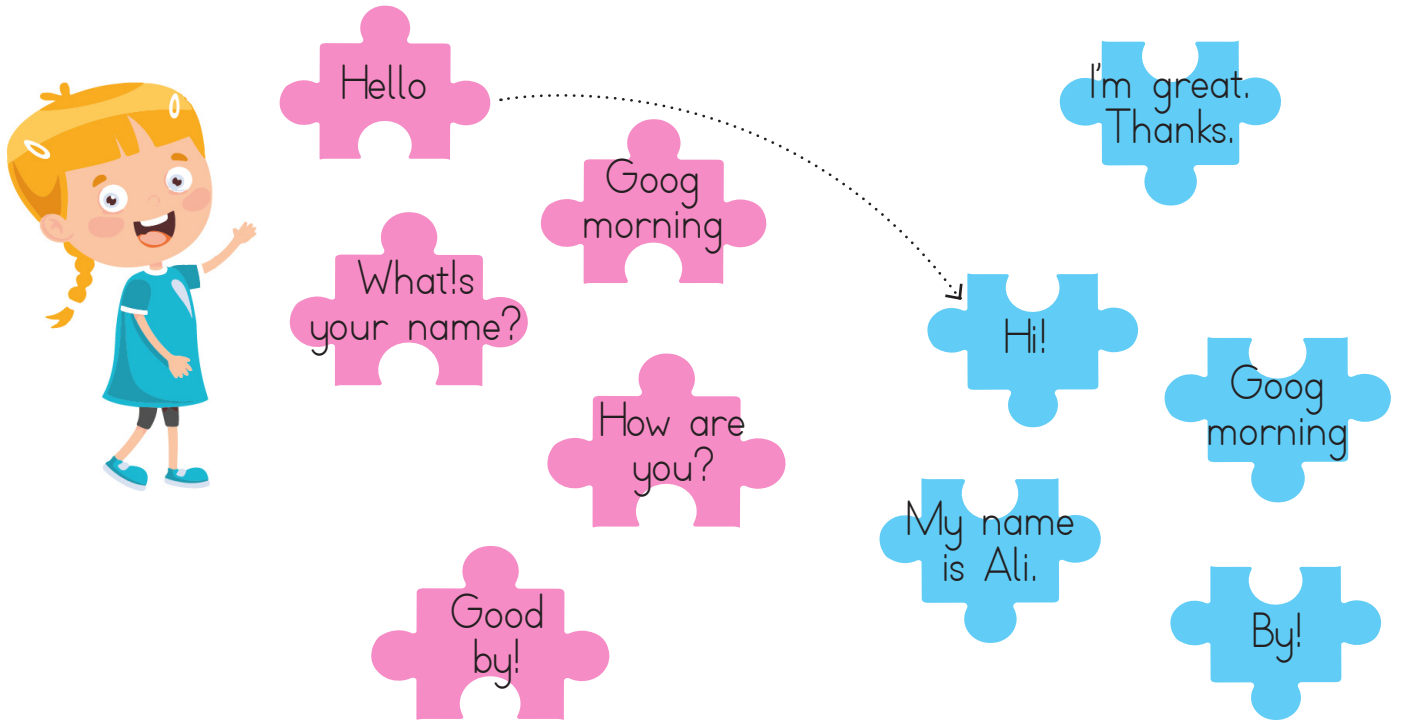 Hello
Goog
morning
What!s
your name?
How are
you?
Good
by!
I'm great.
Thanks.
Hi!
Goog
morning
My name
is Ali.
By!